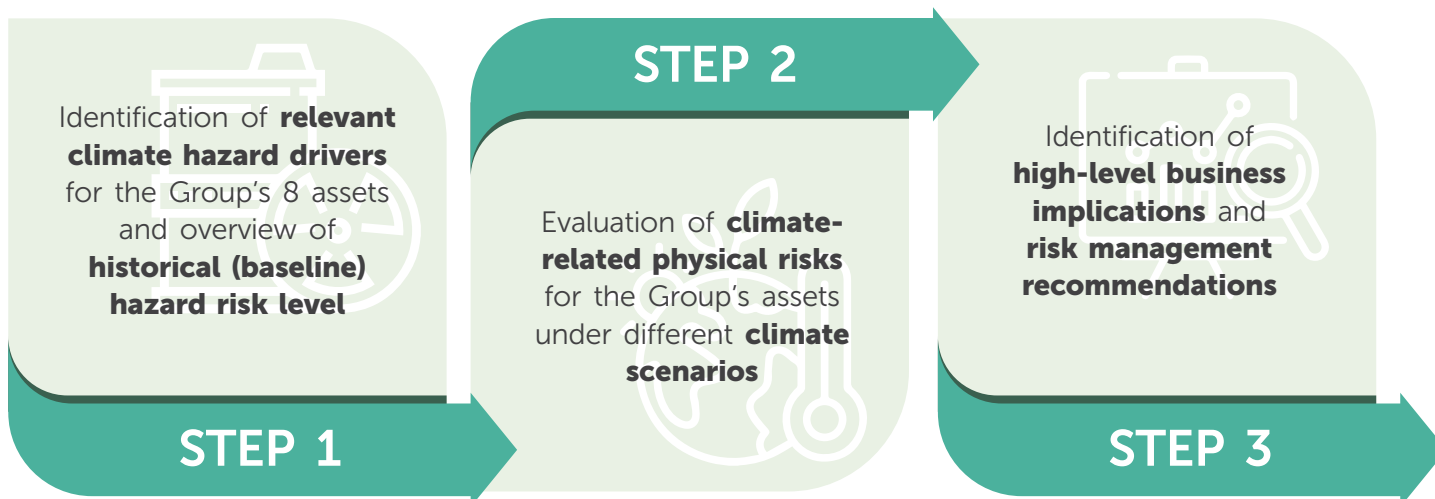 Identification of relevant
climate hazard drivers
for the Group's 8 assets
and overview of
historical (baseline)
hazard risk level
STEP 1
STEP 2
Evaluation of climate-
related physical risks
for the Group's assets
under different climate
scenarios
Identification of
high-level business
implications and
risk management
recommendations
STEP 3